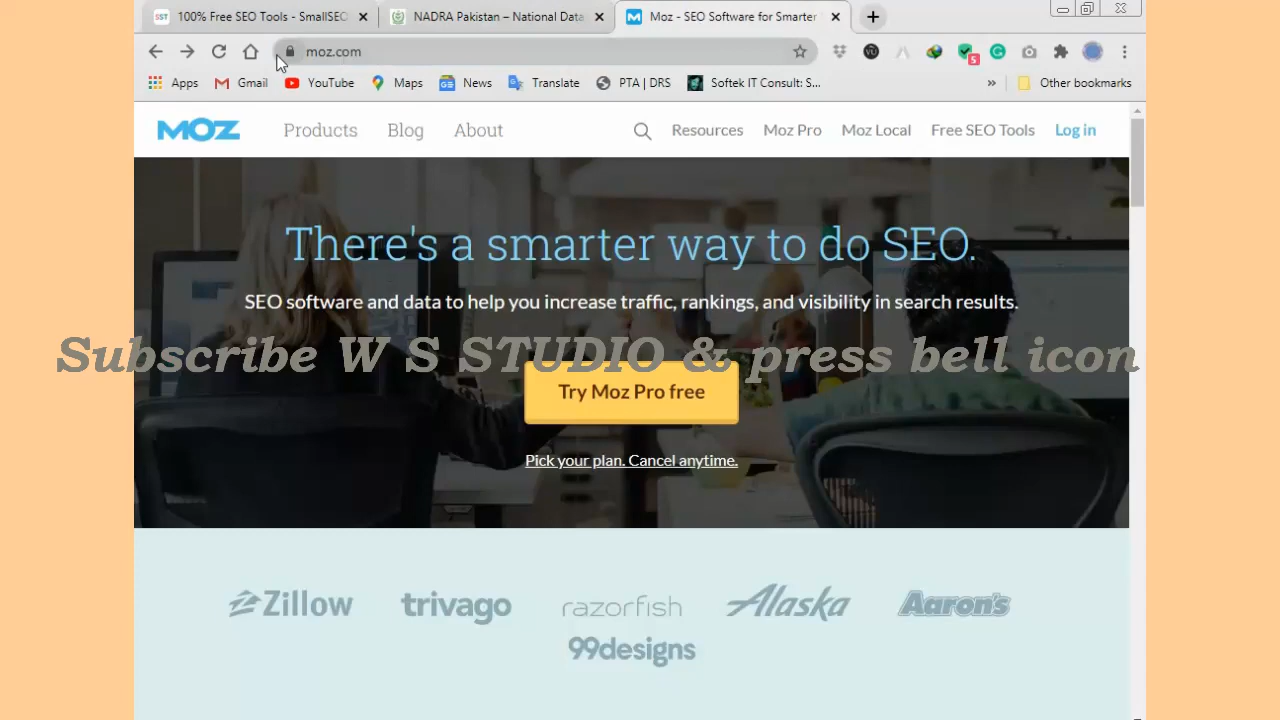 100% Free SEO Tools - SmallSEO
NADRA Pakistan – National Data
Moz - SEO Software for Smarter
moz.com
5
Apps
Gmail
YouTube
Maps
News
Translate
PTA | DRS
Softek IT Consult: S...
»
Other bookmarks
MOZ
Products
Blog
About
Resources
Moz Pro
Moz Local
Free SEO Tools
Log in
There's a smarter way to do SEO.
SEO software and data to help you increase traffic, rankings, and visibility in search results.
Subscribe W S STUDIO & press bell icon
Try Moz Pro free
Pick your plan. Cancel anytime.
Zillow
trivago
razorfish
Alaska
Aaron's
99designs